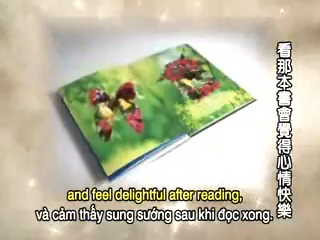 看那本書會覺得心情快樂
and feel delightful after reading,
và cảm thấy sung sướng sau khi đọc xong.